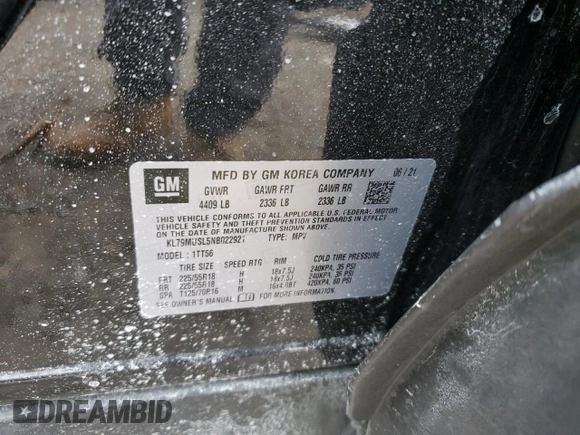 GM
MFD BY GM KOREA COMPANY 06/21
GVWR GAWR FRT GAWR RR
4409 LB 2336 LB 2336 LB
THIS VEHICLE CONFORMS TO ALL APPLICABLE U.S. FEDERAL MOTOR
VEHICLE SAFETY AND THEFT PREVENTION STANDARDS IN EFFECT
ON THE DATE OF MANUFACTURE SHOWN ABOVE.
TYPE: MPV
MODEL: 1TT56
TIRE SIZE SPEED RTG RIM COLD TIRE PRESSURE
FRT 225/55R18 H 18x7.5J 240KPA, 35 PSI
RR 225/55R18 H 18x7.5J 240KPA, 35 PSI
SPA T125/70R16 M 16x4.0BT 420KPA, 60 PSI
SEE OWNER'S MANUAL FOR MORE INFORMATION.
DREAMBID